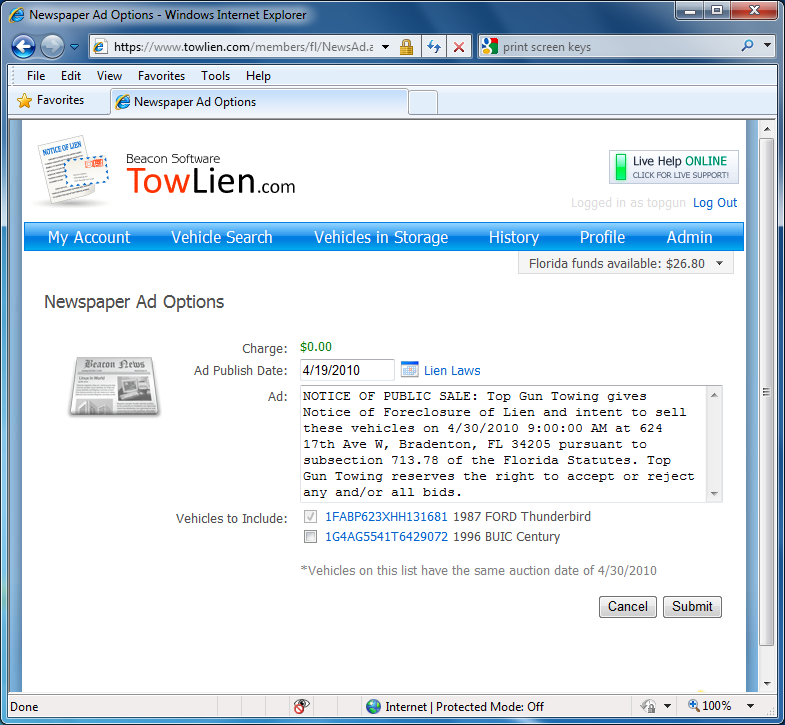 Newspaper Ad Options - Windows Internet Explorer
https://www.towlien.com/members/fl/NewsAd.a
print screen keys
File Edit View Favorites Tools Help
Favorites
Newspaper Ad Options
NOTICE OF LIEN
Beacon Software
TowLien.com
Live Help ONLINE
CLICK FOR LIVE SUPPORT!
Logged in as topgun Log Out
My Account Vehicle Search Vehicles in Storage History Profile Admin
Florida funds available: $26.80
Newspaper Ad Options
Beacon News
Charge: $0.00
Ad Publish Date: 4/19/2010 Lien Laws
Ad:
NOTICE OF PUBLIC SALE: Top Gun Towing gives
Notice of Foreclosure of Lien and intent to sell
these vehicles on 4/30/2010 9:00:00 AM at 624
17th Ave W, Bradenton, FL 34205 pursuant to
subsection 713.78 of the Florida Statutes. Top
Gun Towing reserves the right to accept or reject
any and/or all bids.
Vehicles to Include: 1FABP623XHH131681 1987 FORD Thunderbird
1G4AG5541T6429072 1996 BUIC Century
*Vehicles on this list have the same auction date of 4/30/2010
Cancel Submit
Done
Internet | Protected Mode: Off
100%